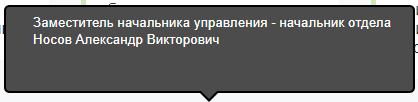 Заместитель начальника управления - начальник отдела
Носов Александр Викторович